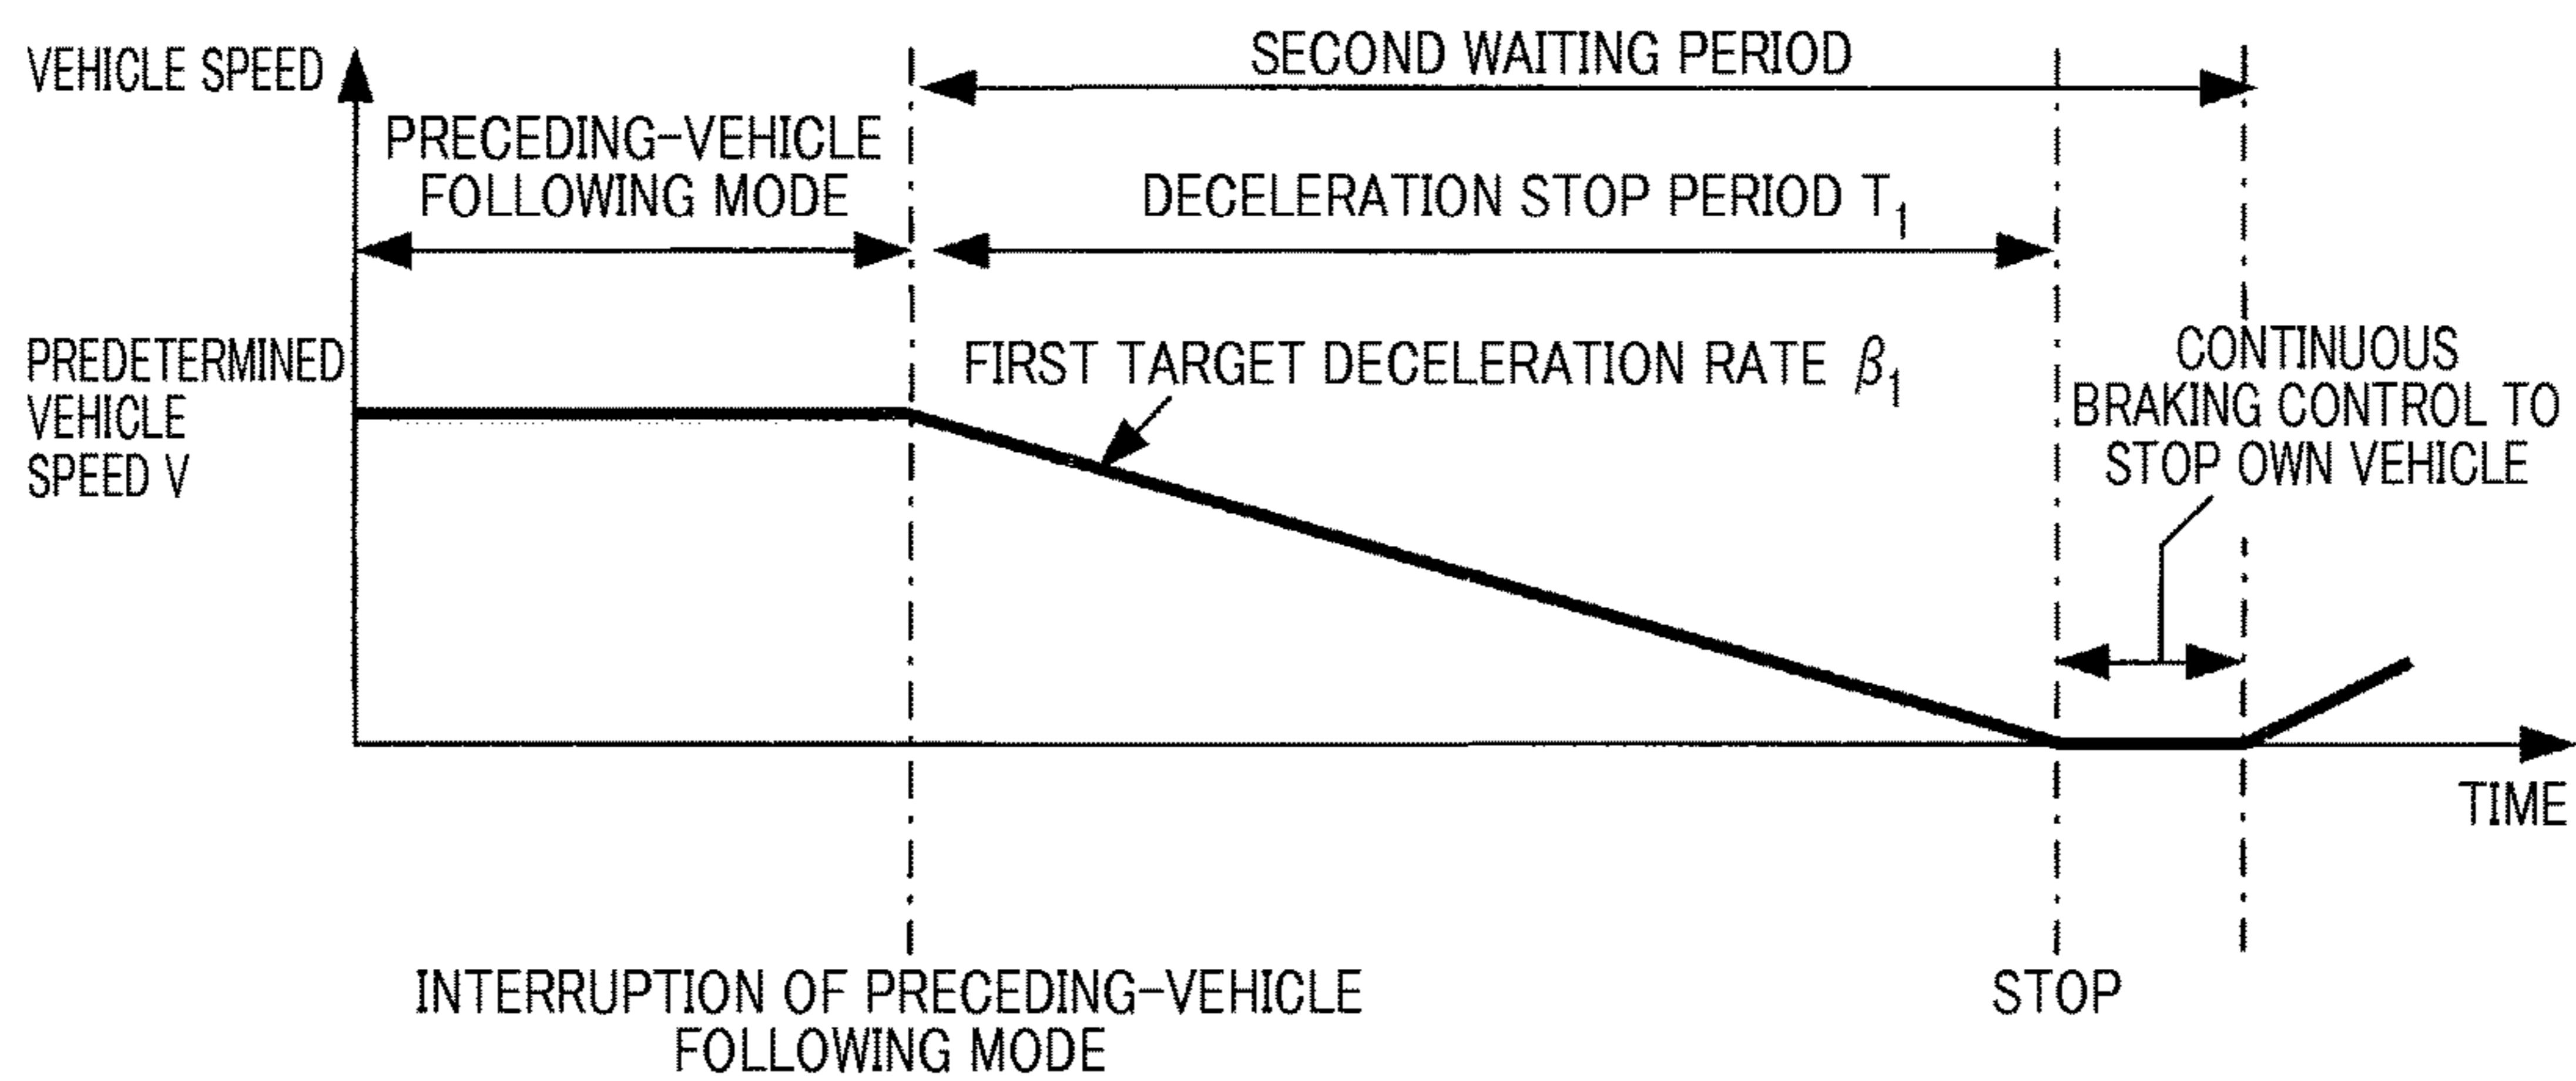 VEHICLE SPEED
SECOND WAITING PERIOD
PRECEDING-VEHICLE
FOLLOWING MODE
DECELERATION STOP PERIOD T₁
PREDETERMINED
VEHICLE
SPEED V
FIRST TARGET DECELERATION RATE β₁
CONTINUOUS
BRAKING CONTROL TO
STOP OWN VEHICLE
TIME
INTERRUPTION OF PRECEDING-VEHICLE
FOLLOWING MODE
STOP